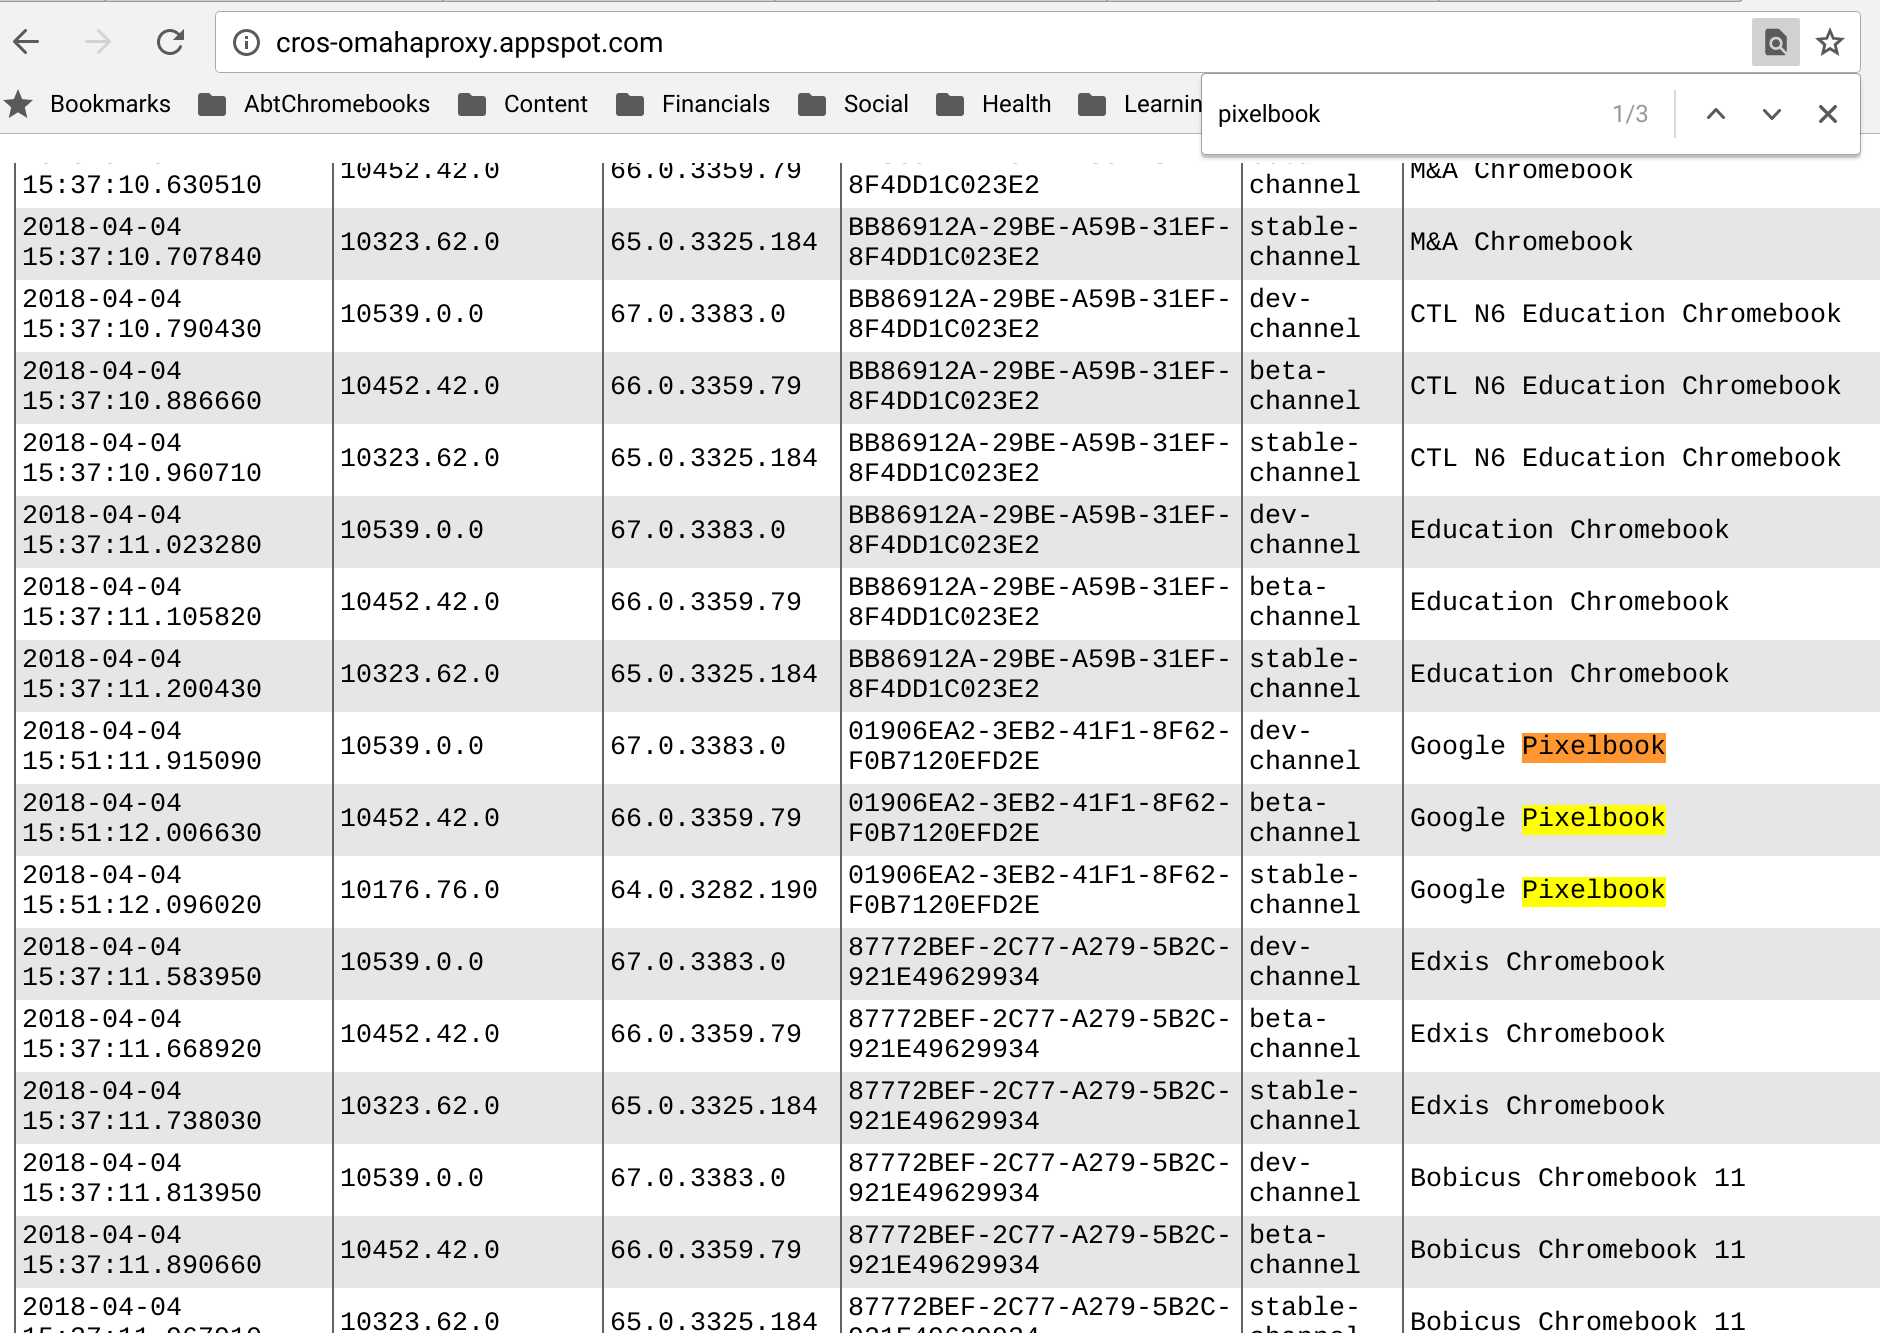 cros-omahaproxy.appspot.com
Bookmarks AbtChromebooks Content Financials Social Health Learnin
pixelbook 1/3
15:37:10.630510 10452.42.0 66.0.3359.79 8F4DD1C023E2 channel M&A Chromebook
2018-04-04 BB86912A-29BE-A59B-31EF- stable-
10323.62.0 65.0.3325.184 M&A Chromebook
15:37:10.707840 8F4DD1C023E2 channel
2018-04-04 BB86912A-29BE-A59B-31EF- dev-
10539.0.0 67.0.3383.0 CTL N6 Education Chromebook
15:37:10.790430 8F4DD1C023E2 channel
2018-04-04 BB86912A-29BE-A59B-31EF- beta-
10452.42.0 66.0.3359.79 CTL N6 Education Chromebook
15:37:10.886660 8F4DD1C023E2 channel
2018-04-04 BB86912A-29BE-A59B-31EF- stable-
10323.62.0 65.0.3325.184 CTL N6 Education Chromebook
15:37:10.960710 8F4DD1C023E2 channel
2018-04-04 BB86912A-29BE-A59B-31EF- dev-
10539.0.0 67.0.3383.0 Education Chromebook
15:37:11.023280 8F4DD1C023E2 channel
2018-04-04 BB86912A-29BE-A59B-31EF- beta-
10452.42.0 66.0.3359.79 Education Chromebook
15:37:11.105820 8F4DD1C023E2 channel
2018-04-04 BB86912A-29BE-A59B-31EF- stable-
10323.62.0 65.0.3325.184 Education Chromebook
15:37:11.200430 8F4DD1C023E2 channel
2018-04-04 01906EA2-3EB2-41F1-8F62- dev-
10539.0.0 67.0.3383.0 Google Pixelbook
15:51:11.915090 F0B7120EFD2E channel
2018-04-04 01906EA2-3EB2-41F1-8F62- beta-
10452.42.0 66.0.3359.79 Google Pixelbook
15:51:12.006630 F0B7120EFD2E channel
2018-04-04 01906EA2-3EB2-41F1-8F62- stable-
10176.76.0 64.0.3282.190 Google Pixelbook
15:51:12.096020 F0B7120EFD2E channel
2018-04-04 87772BEF-2C77-A279-5B2C- dev-
10539.0.0 67.0.3383.0 Edxis Chromebook
15:37:11.583950 921E49629934 channel
2018-04-04 87772BEF-2C77-A279-5B2C- beta-
10452.42.0 66.0.3359.79 Edxis Chromebook
15:37:11.668920 921E49629934 channel
2018-04-04 87772BEF-2C77-A279-5B2C- stable-
10323.62.0 65.0.3325.184 Edxis Chromebook
15:37:11.738030 921E49629934 channel
2018-04-04 87772BEF-2C77-A279-5B2C- dev-
10539.0.0 67.0.3383.0 Bobicus Chromebook 11
15:37:11.813950 921E49629934 channel
2018-04-04 87772BEF-2C77-A279-5B2C- beta-
10452.42.0 66.0.3359.79 Bobicus Chromebook 11
15:37:11.890660 921E49629934 channel
2018-04-04 87772BEF-2C77-A279-5B2C- stable-
10323.62.0 65.0.3325.184 Bobicus Chromebook 11